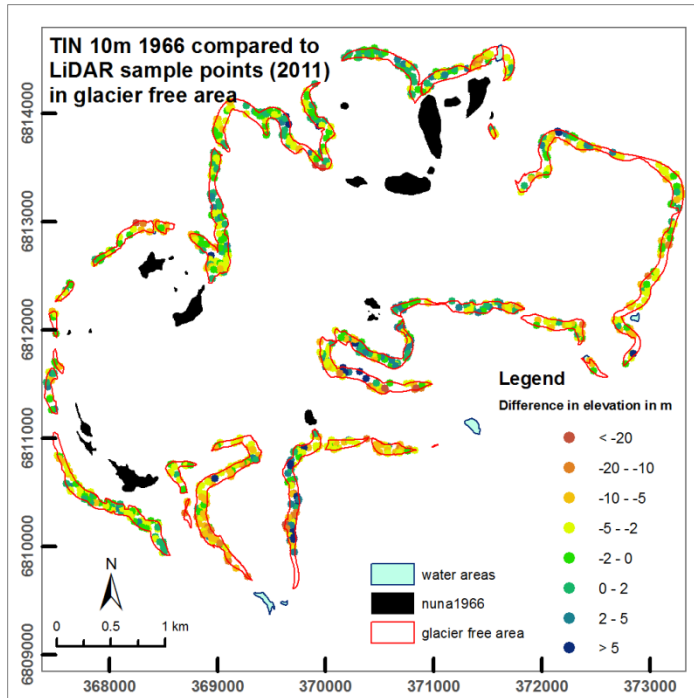 TIN 10m 1966 compared to
LiDAR sample points (2011)
in glacier free area
6814000
6813000
6812000
6811000
6810000
6809000
Legend
Difference in elevation in m
< -20
-20 - -10
-10 - -5
-5 - -2
-2 - 0
0 - 2
2 - 5
> 5
water areas
nuna1966
glacier free area
N
0 0.5 1 km
368000 369000 370000 371000 372000 373000